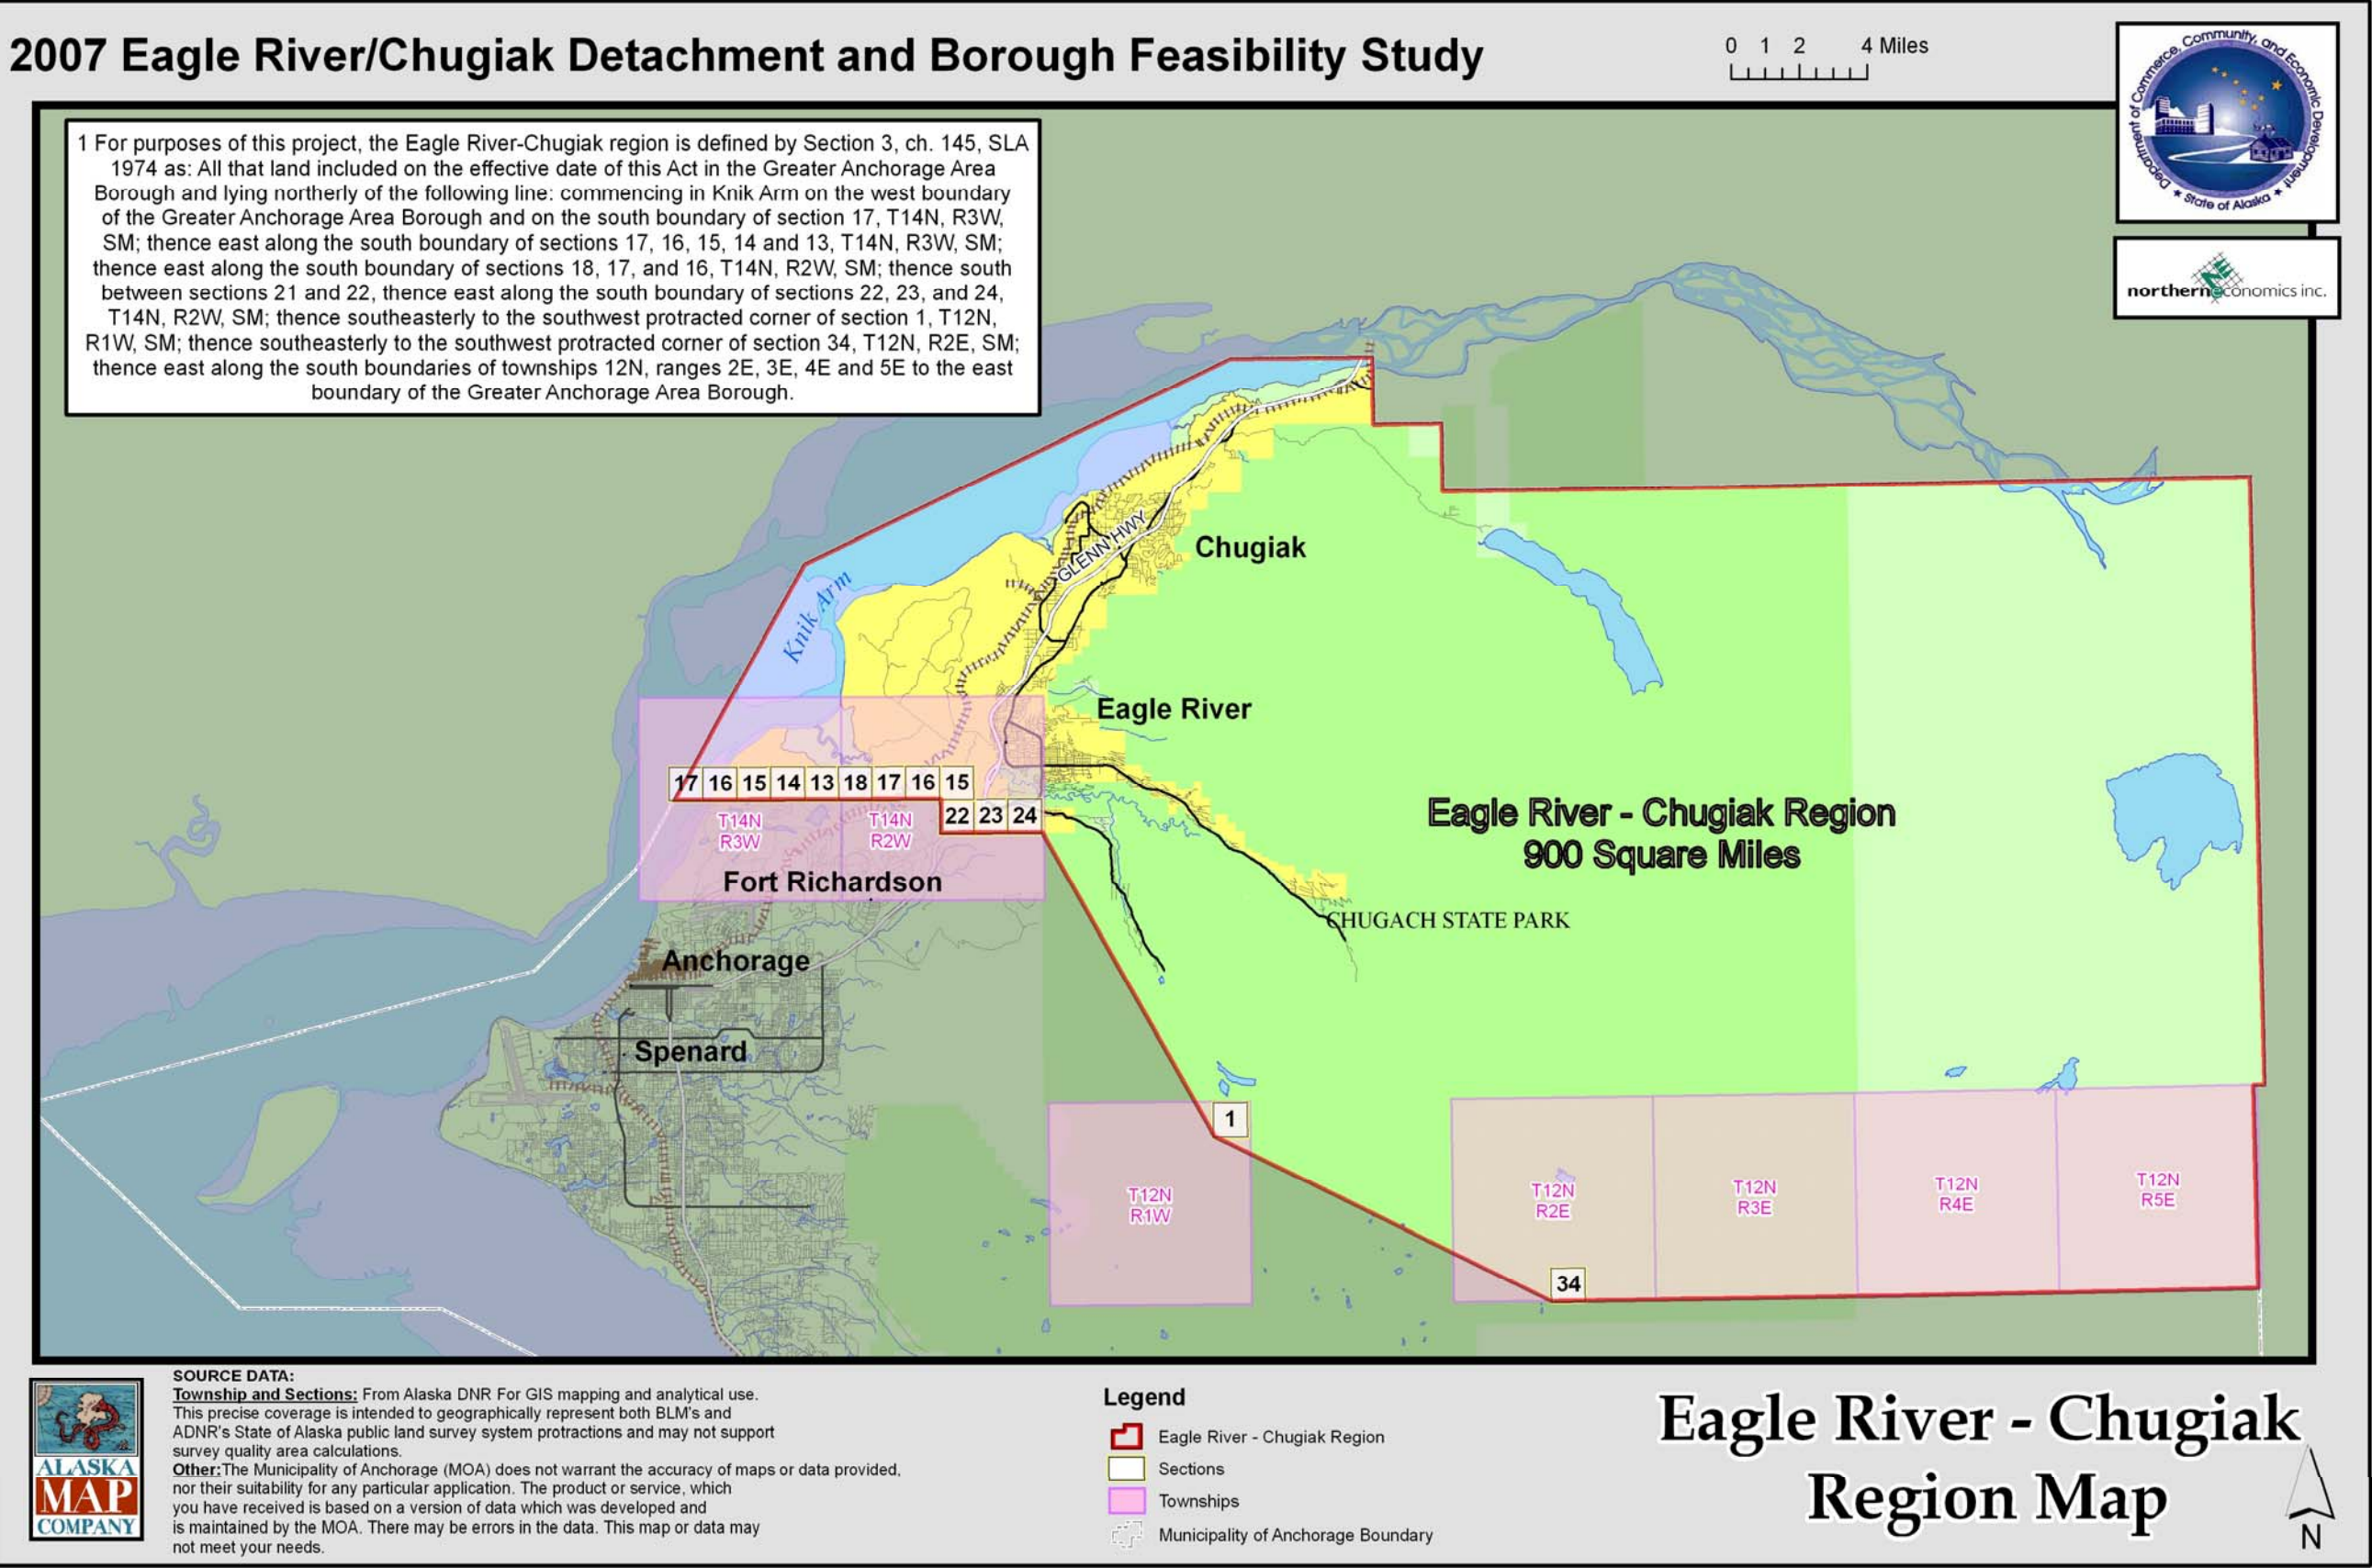 2007 Eagle River/Chugiak Detachment and Borough Feasibility Study
0 1 2 4 Miles
Department of Commerce, Community, and Economic Development
★ State of Alaska ★
northern economics inc.
1 For purposes of this project, the Eagle River-Chugiak region is defined by Section 3, ch. 145, SLA
1974 as: All that land included on the effective date of this Act in the Greater Anchorage Area
Borough and lying northerly of the following line: commencing in Knik Arm on the west boundary
of the Greater Anchorage Area Borough and on the south boundary of section 17, T14N, R3W,
SM; thence east along the south boundary of sections 17, 16, 15, 14 and 13, T14N, R3W, SM;
thence east along the south boundary of sections 18, 17, and 16, T14N, R2W, SM; thence south
between sections 21 and 22, thence east along the south boundary of sections 22, 23, and 24,
T14N, R2W, SM; thence southeasterly to the southwest protracted corner of section 1, T12N,
R1W, SM; thence southeasterly to the southwest protracted corner of section 34, T12N, R2E, SM;
thence east along the south boundaries of townships 12N, ranges 2E, 3E, 4E and 5E to the east
boundary of the Greater Anchorage Area Borough.
GLENN HWY
Chugiak
Knik Arm
Eagle River
17 16 15 14 13 18 17 16 15
22 23 24
T14N
R3W
T14N
R2W
Fort Richardson
Eagle River - Chugiak Region
900 Square Miles
CHUGACH STATE PARK
Anchorage
Spenard
1
T12N
R1W
T12N
R2E
T12N
R3E
T12N
R4E
T12N
R5E
34
ALASKA
MAP
COMPANY
SOURCE DATA:
Township and Sections: From Alaska DNR For GIS mapping and analytical use.
This precise coverage is intended to geographically represent both BLM's and
ADNR's State of Alaska public land survey system protractions and may not support
survey quality area calculations.
Other:The Municipality of Anchorage (MOA) does not warrant the accuracy of maps or data provided,
nor their suitability for any particular application. The product or service, which
you have received is based on a version of data which was developed and
is maintained by the MOA. There may be errors in the data. This map or data may
not meet your needs.
Legend
Eagle River - Chugiak Region
Sections
Townships
Municipality of Anchorage Boundary
Eagle River - Chugiak
Region Map
N